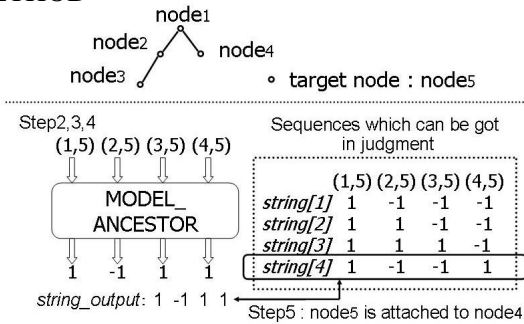 node1
node2
node4
node3
target node : node5
Step2,3,4
(1,5) (2,5) (3,5) (4,5)
MODEL_
ANCESTOR
1 -1 1 1
string_output: 1 -1 1 1
Sequences which can be got
in judgment
(1,5) (2,5) (3,5) (4,5)
string[1] 1 -1 -1 -1
string[2] 1 1 -1 -1
string[3] 1 1 1 -1
string[4] 1 -1 -1 1
Step5 : node5 is attached to node4